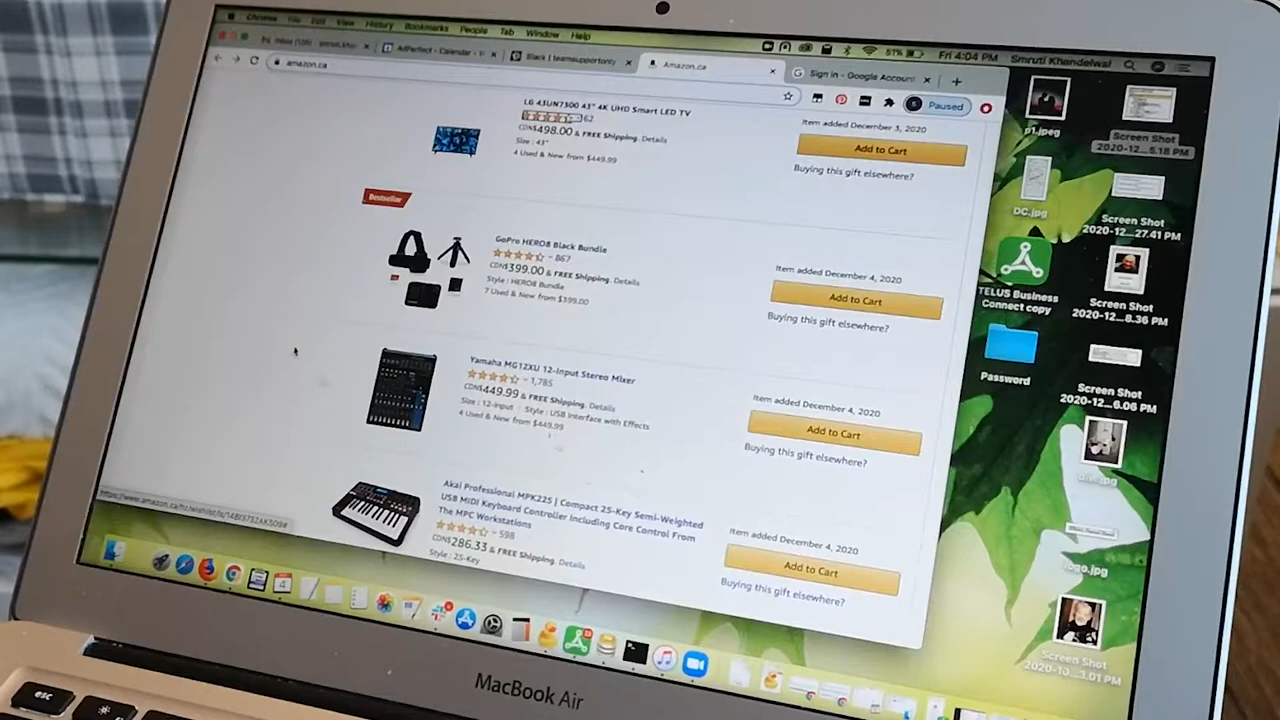 Chrome File Edit View History Bookmarks People Tab Window Help
51% Fri 4:04 PM Smruti Khandelwal
AdPerfect - Calendar
Slack | teamsupportonly
Amazon.ca
Sign in - Google Account
amazon.ca
Paused
LG 43UN7300 43" 4K UHD Smart LED TV
62
CDN$498.00 & FREE Shipping. Details
Size : 43"
4 Used & New from $449.99
Item added December 3, 2020
Add to Cart
Buying this gift elsewhere?
Bestseller
GoPro HERO8 Black Bundle
867
CDN$399.00 & FREE Shipping. Details
Style : HERO8 Bundle
7 Used & New from $399.00
Item added December 4, 2020
Add to Cart
Buying this gift elsewhere?
Yamaha MG12XU 12-Input Stereo Mixer
1,785
CDN$449.99 & FREE Shipping. Details
Size : 12-Input | Style : USB Interface with Effects
4 Used & New from $449.99
Item added December 4, 2020
Add to Cart
Buying this gift elsewhere?
Akai Professional MPK225 | Compact 25-Key Semi-Weighted
USB MIDI Keyboard Controller Including Core Control From
The MPC Workstations
598
CDN$286.33 & FREE Shipping. Details
Style : 25-Key
Item added December 4, 2020
Add to Cart
Buying this gift elsewhere?
p1.jpeg
Screen Shot
2020-12...5.18 PM
DC.jpg
Screen Shot
2020-12...27.41 PM
TELUS Business
Connect copy
Screen Shot
2020-12...8.36 PM
Password
Screen Shot
2020-12...6.06 PM
logo.jpg
Screen Shot
2020-10...3.01 PM
MacBook Air
esc